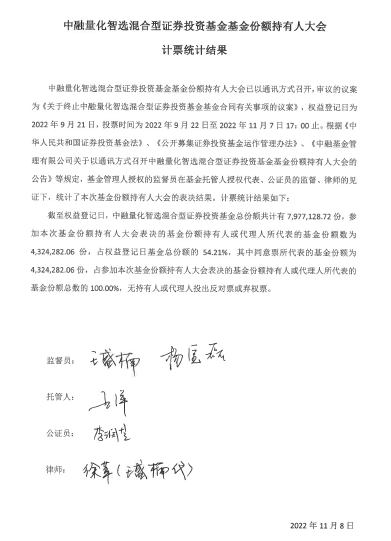 中融量化智选混合型证券投资基金基金份额持有人大会
计票统计结果
中融量化智选混合型证券投资基金基金份额持有人大会已以通讯方式召开，审议的议案
为《关于终止中融量化智选混合型证券投资基金基金合同有关事项的议案》，权益登记日为
2022 年 9 月 21 日，投票时间为 2022 年 9 月 22 日至 2022 年 11 月 7 日 17：00 止。根据《中
华人民共和国证券投资基金法》、《公开募集证券投资基金运作管理办法》、《中融基金管
理有限公司关于以通讯方式召开中融量化智选混合型证券投资基金基金份额持有人大会的
公告》等规定，基金管理人授权的监督员在基金托管人授权代表、公证员的监督、律师的见
证下，统计了本次基金份额持有人大会的表决结果。计票统计结果如下：
截至权益登记日，中融量化智选混合型证券投资基金总份额共计有 7,977,128.72 份，参
加本次基金份额持有人大会表决的基金份额持有人或代理人所代表的基金份额数为
4,324,282.06 份，占权益登记日基金总份额的 54.21%，其中同意票所代表的基金份额为
4,324,282.06 份，占参加本次基金份额持有人大会表决的基金份额持有人或代理人所代表的
基金份额总数的 100.00%，无持有人或代理人投出反对票或弃权票。
监督员：
托管人：
公证员：
律师：
2022 年 11 月 8 日